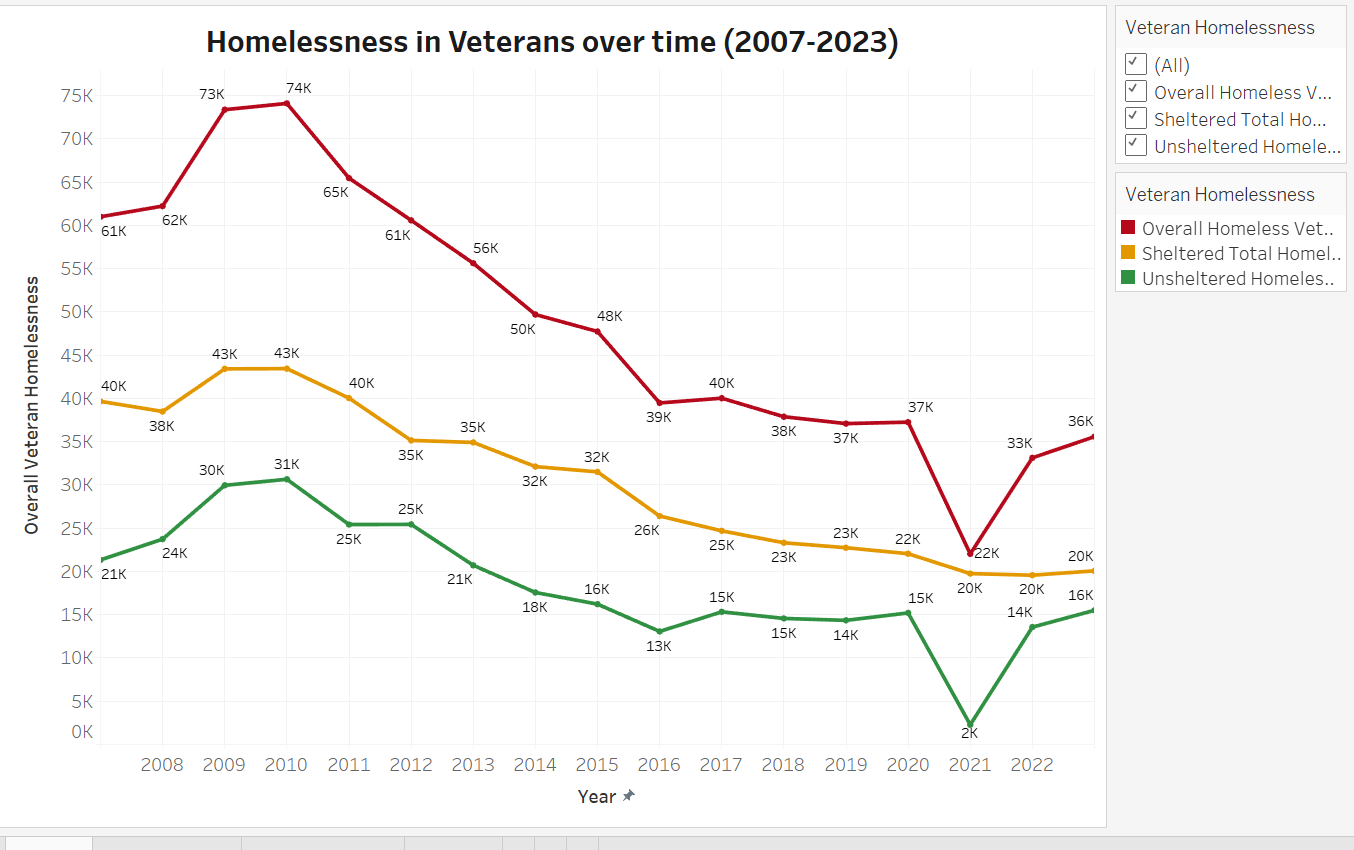 Homelessness in Veterans over time (2007-2023)
Overall Veteran Homelessness
75K
70K
65K
60K
55K
50K
45K
40K
35K
30K
25K
20K
15K
10K
5K
0K
61K
62K
73K
74K
65K
61K
56K
50K
48K
39K
40K
38K
37K
37K
22K
33K
36K
40K
38K
43K
43K
40K
35K
35K
32K
32K
26K
25K
23K
23K
22K
20K
20K
20K
21K
24K
30K
31K
25K
25K
21K
18K
16K
13K
15K
15K
14K
15K
2K
14K
16K
2008 2009 2010 2011 2012 2013 2014 2015 2016 2017 2018 2019 2020 2021 2022
Year
Veteran Homelessness
(All)
Overall Homeless V...
Sheltered Total Ho...
Unsheltered Homele...
Veteran Homelessness
Overall Homeless Vet..
Sheltered Total Homel..
Unsheltered Homeles..